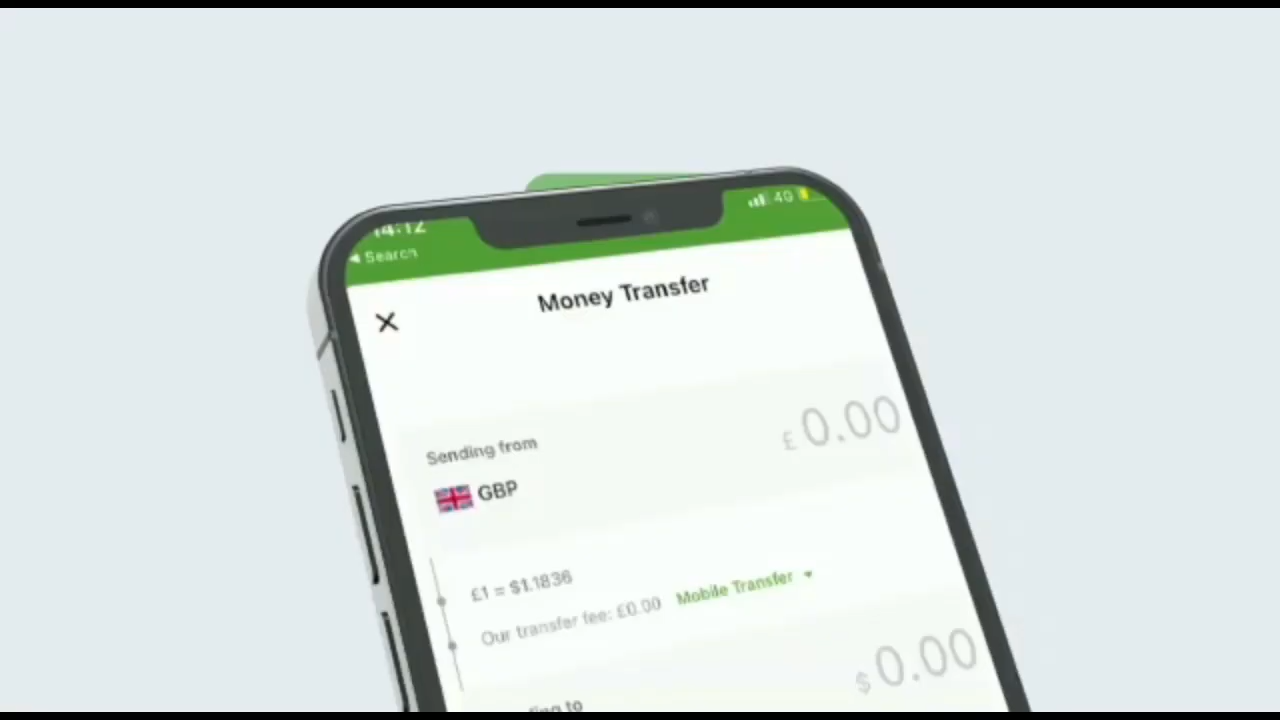 14:12
4G
Search
Money Transfer
£ 0.00
Sending from
GBP
£1 = $1.1836
Our transfer fee: £0.00 Mobile Transfer
$ 0.00
to